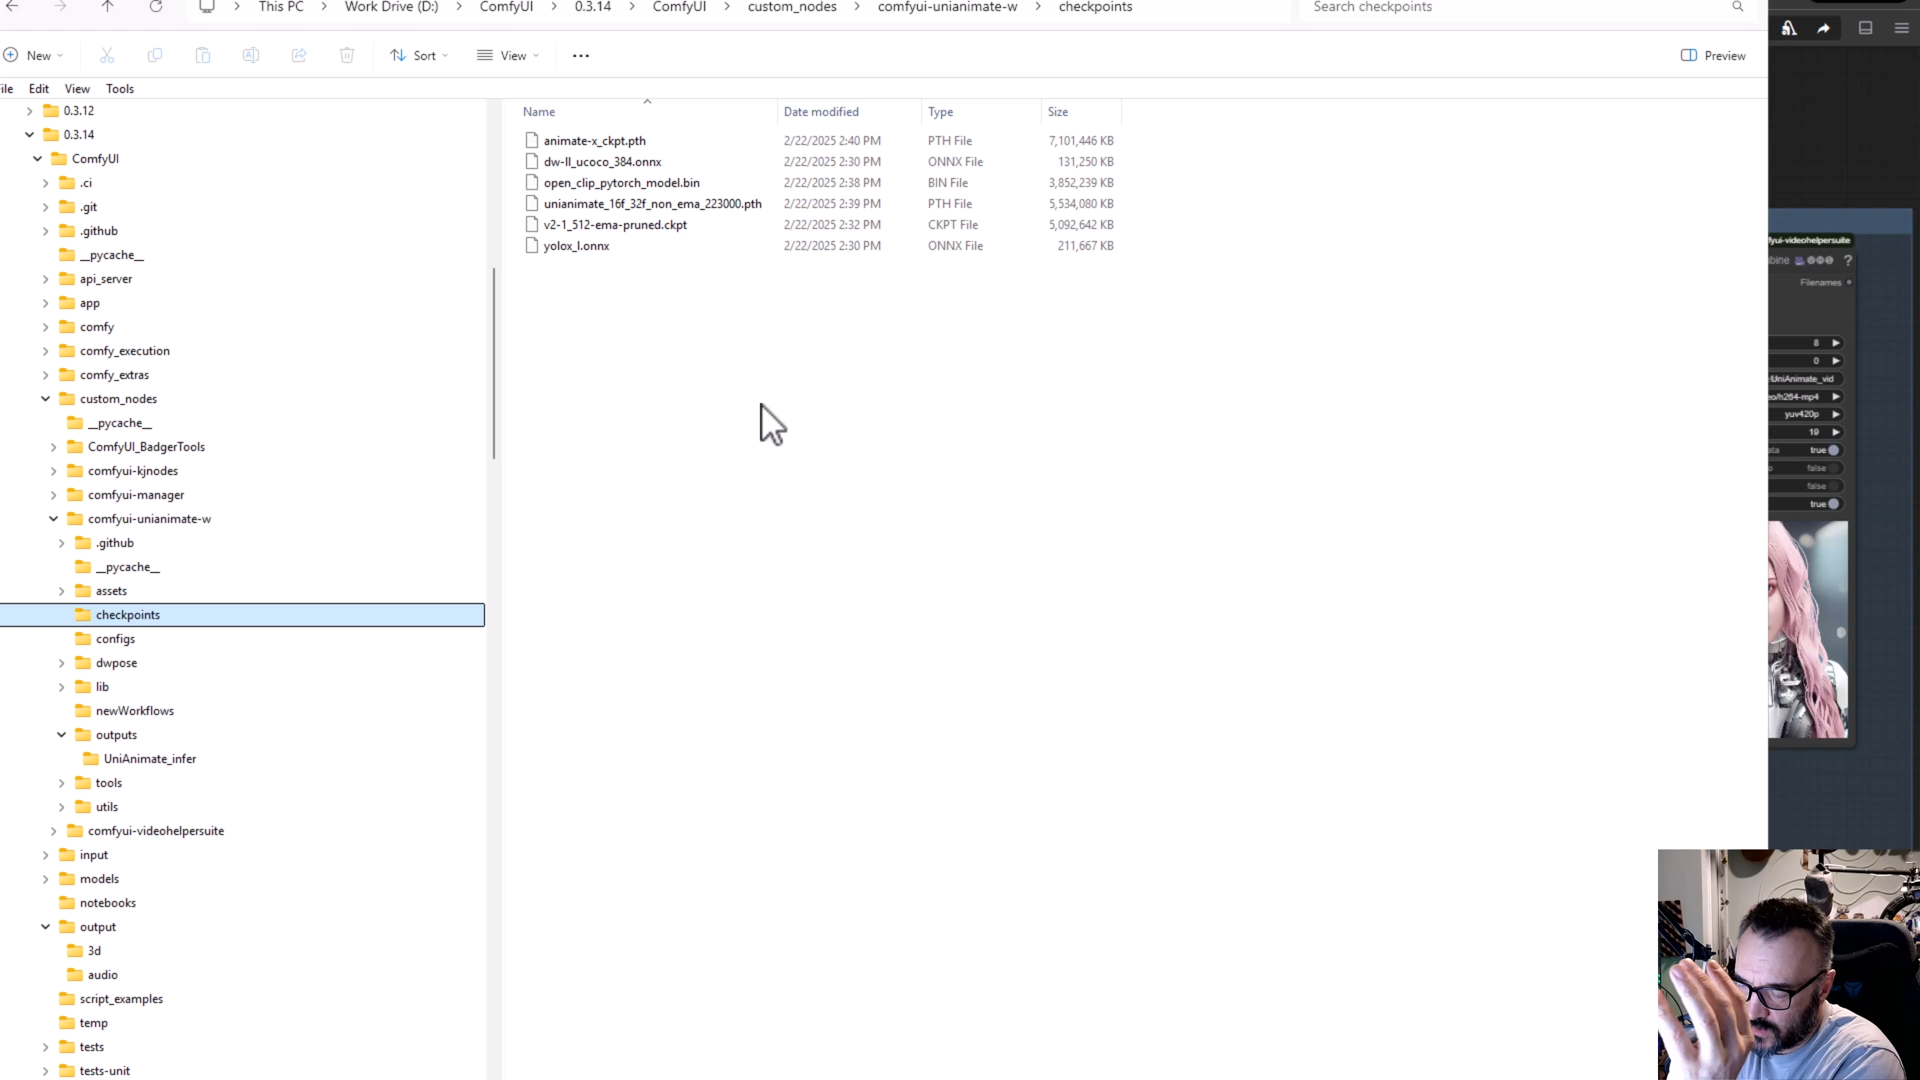 This PC > Work Drive (D:) > ComfyUI > 0.3.14 > ComfyUI > custom_nodes > comfyui-unianimate-w > checkpoints
Search checkpoints
New
Sort
View
Preview
ile Edit View Tools
0.3.12
0.3.14
ComfyUI
.ci
.git
.github
__pycache__
api_server
app
comfy
comfy_execution
comfy_extras
custom_nodes
__pycache__
ComfyUI_BadgerTools
comfyui-kjnodes
comfyui-manager
comfyui-unianimate-w
.github
__pycache__
assets
checkpoints
configs
dwpose
lib
newWorkflows
outputs
UniAnimate_infer
tools
utils
comfyui-videohelpersuite
input
models
notebooks
output
3d
audio
script_examples
temp
tests
tests-unit
Name Date modified Type Size
animate-x_ckpt.pth 2/22/2025 2:40 PM PTH File 7,101,446 KB
dw-ll_ucoco_384.onnx 2/22/2025 2:30 PM ONNX File 131,250 KB
open_clip_pytorch_model.bin 2/22/2025 2:38 PM BIN File 3,852,239 KB
unianimate_16f_32f_non_ema_223000.pth 2/22/2025 2:39 PM PTH File 5,534,080 KB
v2-1_512-ema-pruned.ckpt 2/22/2025 2:32 PM CKPT File 5,092,642 KB
yolox_l.onnx 2/22/2025 2:30 PM ONNX File 211,667 KB
fyui-videohelpersuite
bine ?
Filenames
8
0
UniAnimate_vid
eo/h264-mp4
yuv420p
19
ata true
o false
false
true